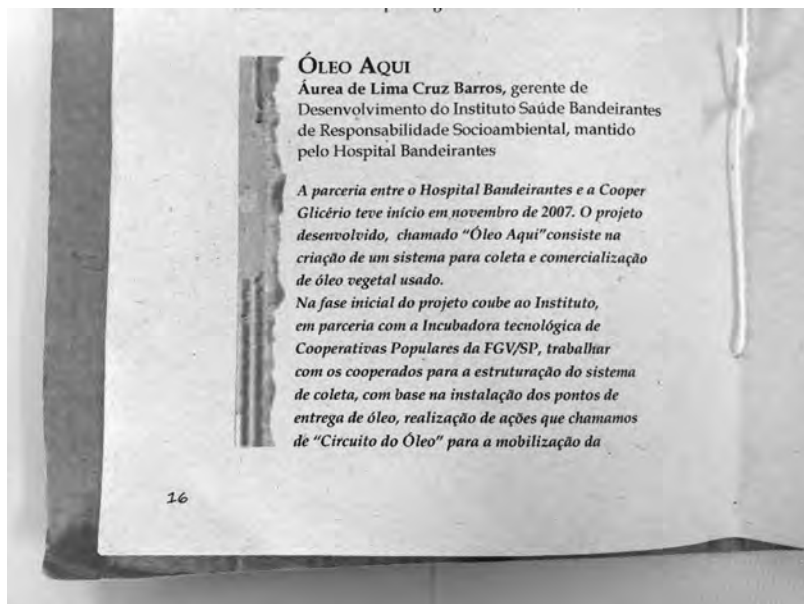 ÓLEO AQUI
Áurea de Lima Cruz Barros, gerente de
Desenvolvimento do Instituto Saúde Bandeirantes
de Responsabilidade Socioambiental, mantido
pelo Hospital Bandeirantes
A parceria entre o Hospital Bandeirantes e a Cooper
Glicério teve início em novembro de 2007. O projeto
desenvolvido, chamado “Óleo Aqui”consiste na
criação de um sistema para coleta e comercialização
de óleo vegetal usado.
Na fase inicial do projeto coube ao Instituto,
em parceria com a Incubadora tecnológica de
Cooperativas Populares da FGV/SP, trabalhar
com os cooperados para a estruturação do sistema
de coleta, com base na instalação dos pontos de
entrega de óleo, realização de ações que chamamos
de “Circuito do Óleo” para a mobilização da
16